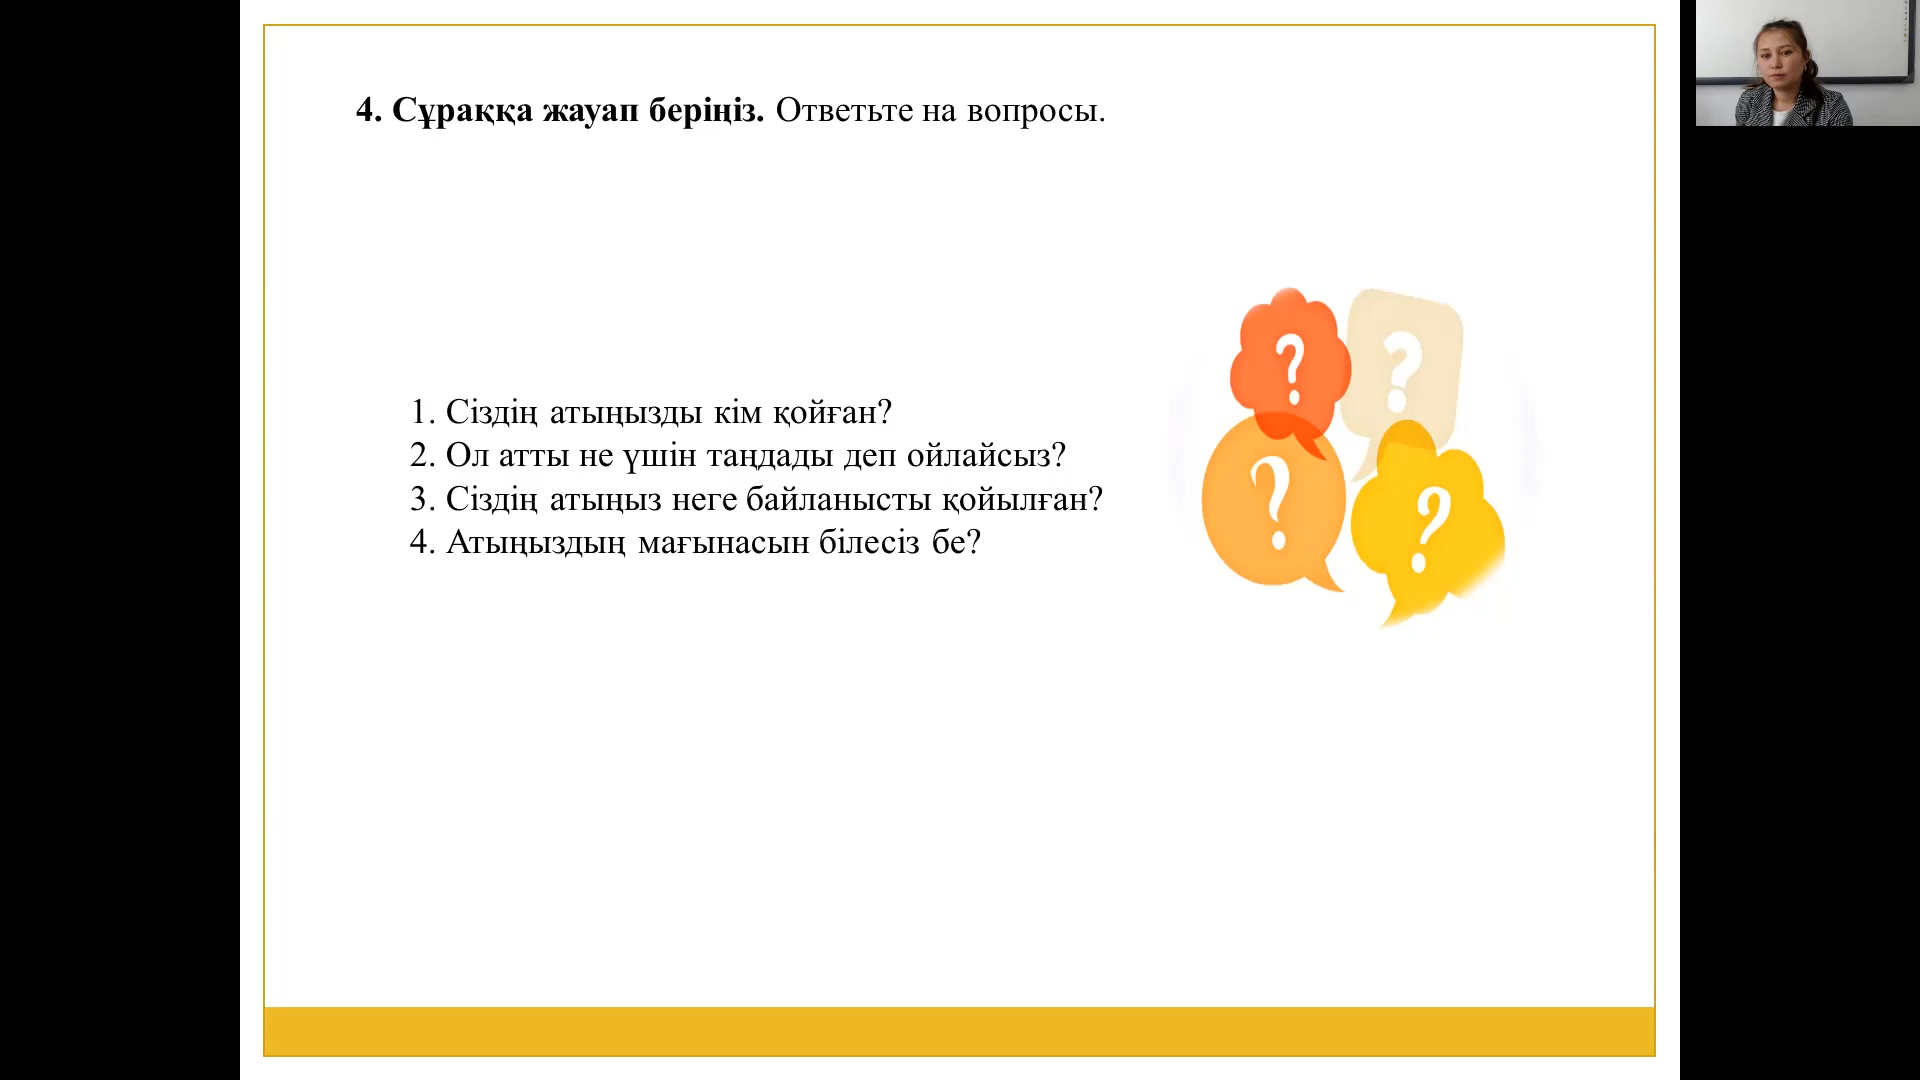 4. Сұраққа жауап беріңіз. Ответьте на вопросы.
1. Сіздің атыңызды кім қойған?
2. Ол атты не үшін таңдады деп ойлайсыз?
3. Сіздің атыңыз неге байланысты қойылған?
4. Атыңыздың мағынасын білесіз бе?